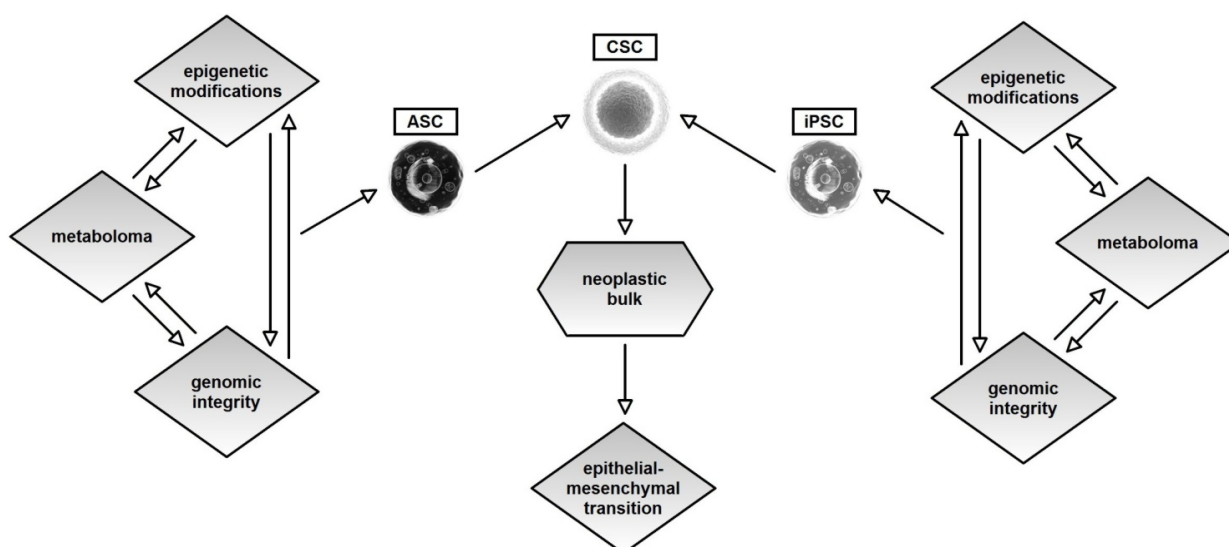 CSC
epigenetic
modifications
epigenetic
modifications
ASC
iPSC
metaboloma
metaboloma
neoplastic
bulk
genomic
integrity
genomic
integrity
epithelial-
mesenchymal
transition